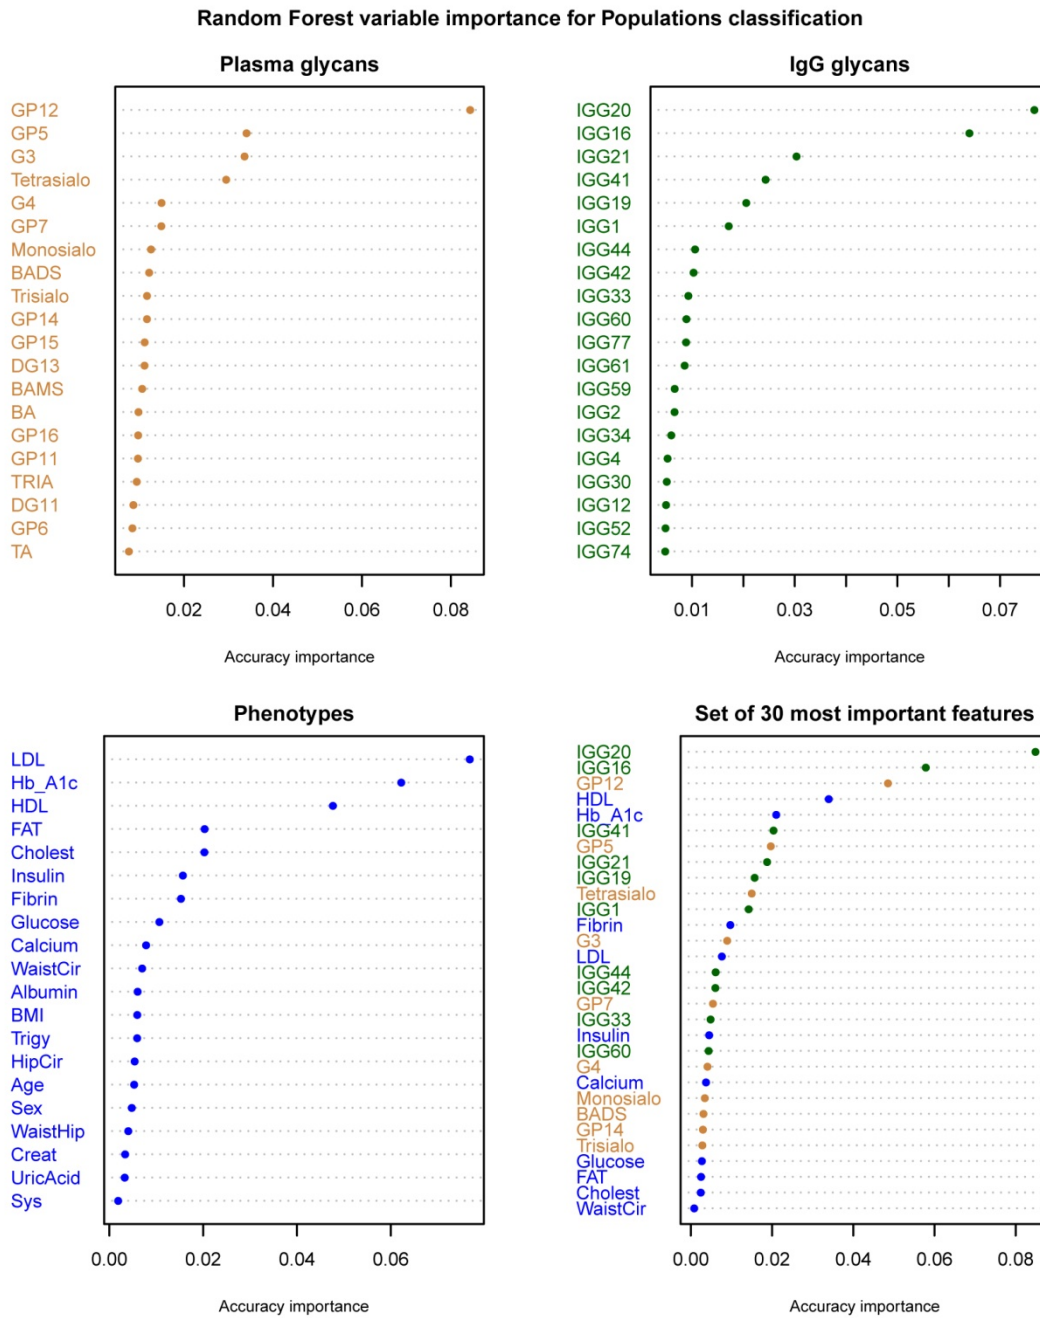 Random Forest variable importance for Populations classification
Plasma glycans
GP12
GP5
G3
Tetrasialo
G4
GP7
Monosialo
BADS
Trisialo
GP14
GP15
DG13
BAMS
BA
GP16
GP11
TRIA
DG11
GP6
TA
0.02 0.04 0.06 0.08
Accuracy importance
IgG glycans
IGG20
IGG16
IGG21
IGG41
IGG19
IGG1
IGG44
IGG42
IGG33
IGG60
IGG77
IGG61
IGG59
IGG2
IGG34
IGG4
IGG30
IGG12
IGG52
IGG74
0.01 0.03 0.05 0.07
Accuracy importance
Phenotypes
LDL
Hb_A1c
HDL
FAT
Cholest
Insulin
Fibrin
Glucose
Calcium
WaistCir
Albumin
BMI
Trigy
HipCir
Age
Sex
WaistHip
Creat
UricAcid
Sys
0.00 0.02 0.04 0.06
Accuracy importance
Set of 30 most important features
IGG20
IGG16
GP12
HDL
Hb_A1c
IGG41
GP5
IGG21
IGG19
Tetrasialo
IGG1
Fibrin
G3
LDL
IGG44
IGG42
GP7
IGG33
Insulin
IGG60
G4
Calcium
Monosialo
BADS
GP14
Trisialo
Glucose
FAT
Cholest
WaistCir
0.00 0.02 0.04 0.06 0.08
Accuracy importance